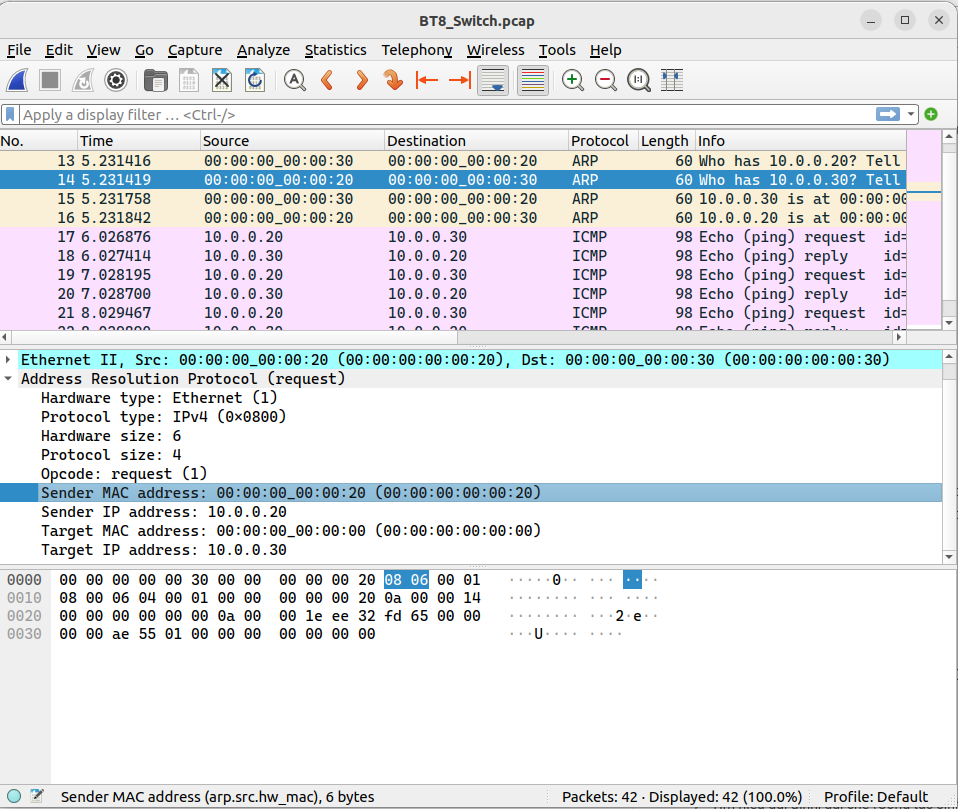 BT8_Switch.pcap
File Edit View Go Capture Analyze Statistics Telephony Wireless Tools Help
Apply a display filter … <Ctrl-/>
No. Time Source Destination Protocol Length Info
13 5.231416 00:00:00_00:00:30 00:00:00_00:00:20 ARP 60 Who has 10.0.0.20? Tell
14 5.231419 00:00:00_00:00:20 00:00:00_00:00:30 ARP 60 Who has 10.0.0.30? Tell
15 5.231758 00:00:00_00:00:30 00:00:00_00:00:20 ARP 60 10.0.0.30 is at 00:00:00
16 5.231842 00:00:00_00:00:20 00:00:00_00:00:30 ARP 60 10.0.0.20 is at 00:00:00
17 6.026876 10.0.0.20 10.0.0.30 ICMP 98 Echo (ping) request id=
18 6.027414 10.0.0.30 10.0.0.20 ICMP 98 Echo (ping) reply id=
19 7.028195 10.0.0.20 10.0.0.30 ICMP 98 Echo (ping) request id=
20 7.028700 10.0.0.30 10.0.0.20 ICMP 98 Echo (ping) reply id=
21 8.029467 10.0.0.20 10.0.0.30 ICMP 98 Echo (ping) request id=
Ethernet II, Src: 00:00:00_00:00:20 (00:00:00:00:00:20), Dst: 00:00:00_00:00:30 (00:00:00:00:00:30)
Address Resolution Protocol (request)
Hardware type: Ethernet (1)
Protocol type: IPv4 (0x0800)
Hardware size: 6
Protocol size: 4
Opcode: request (1)
Sender MAC address: 00:00:00_00:00:20 (00:00:00:00:00:20)
Sender IP address: 10.0.0.20
Target MAC address: 00:00:00_00:00:00 (00:00:00:00:00:00)
Target IP address: 10.0.0.30
0000 00 00 00 00 00 30 00 00 00 00 00 20 08 06 00 01 ·····0·· ········
0010 08 00 06 04 00 01 00 00 00 00 00 20 0a 00 00 14 ········ ········
0020 00 00 00 00 00 00 0a 00 00 1e ee 32 fd 65 00 00 ········ ···2·e··
0030 00 00 ae 55 01 00 00 00 00 00 00 00 ···U···· ····
Sender MAC address (arp.src.hw_mac), 6 bytes Packets: 42 · Displayed: 42 (100.0%) Profile: Default